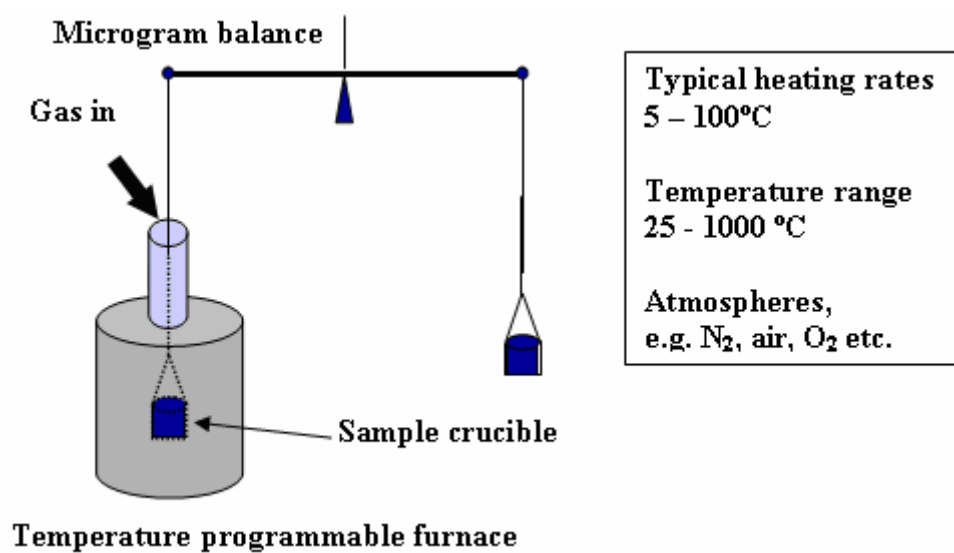 Microgram balance
Gas in
Sample crucible
Temperature programmable furnace
Typical heating rates
5 – 100ºC
Temperature range
25 - 1000 ºC
Atmospheres,
e.g. N₂, air, O₂ etc.